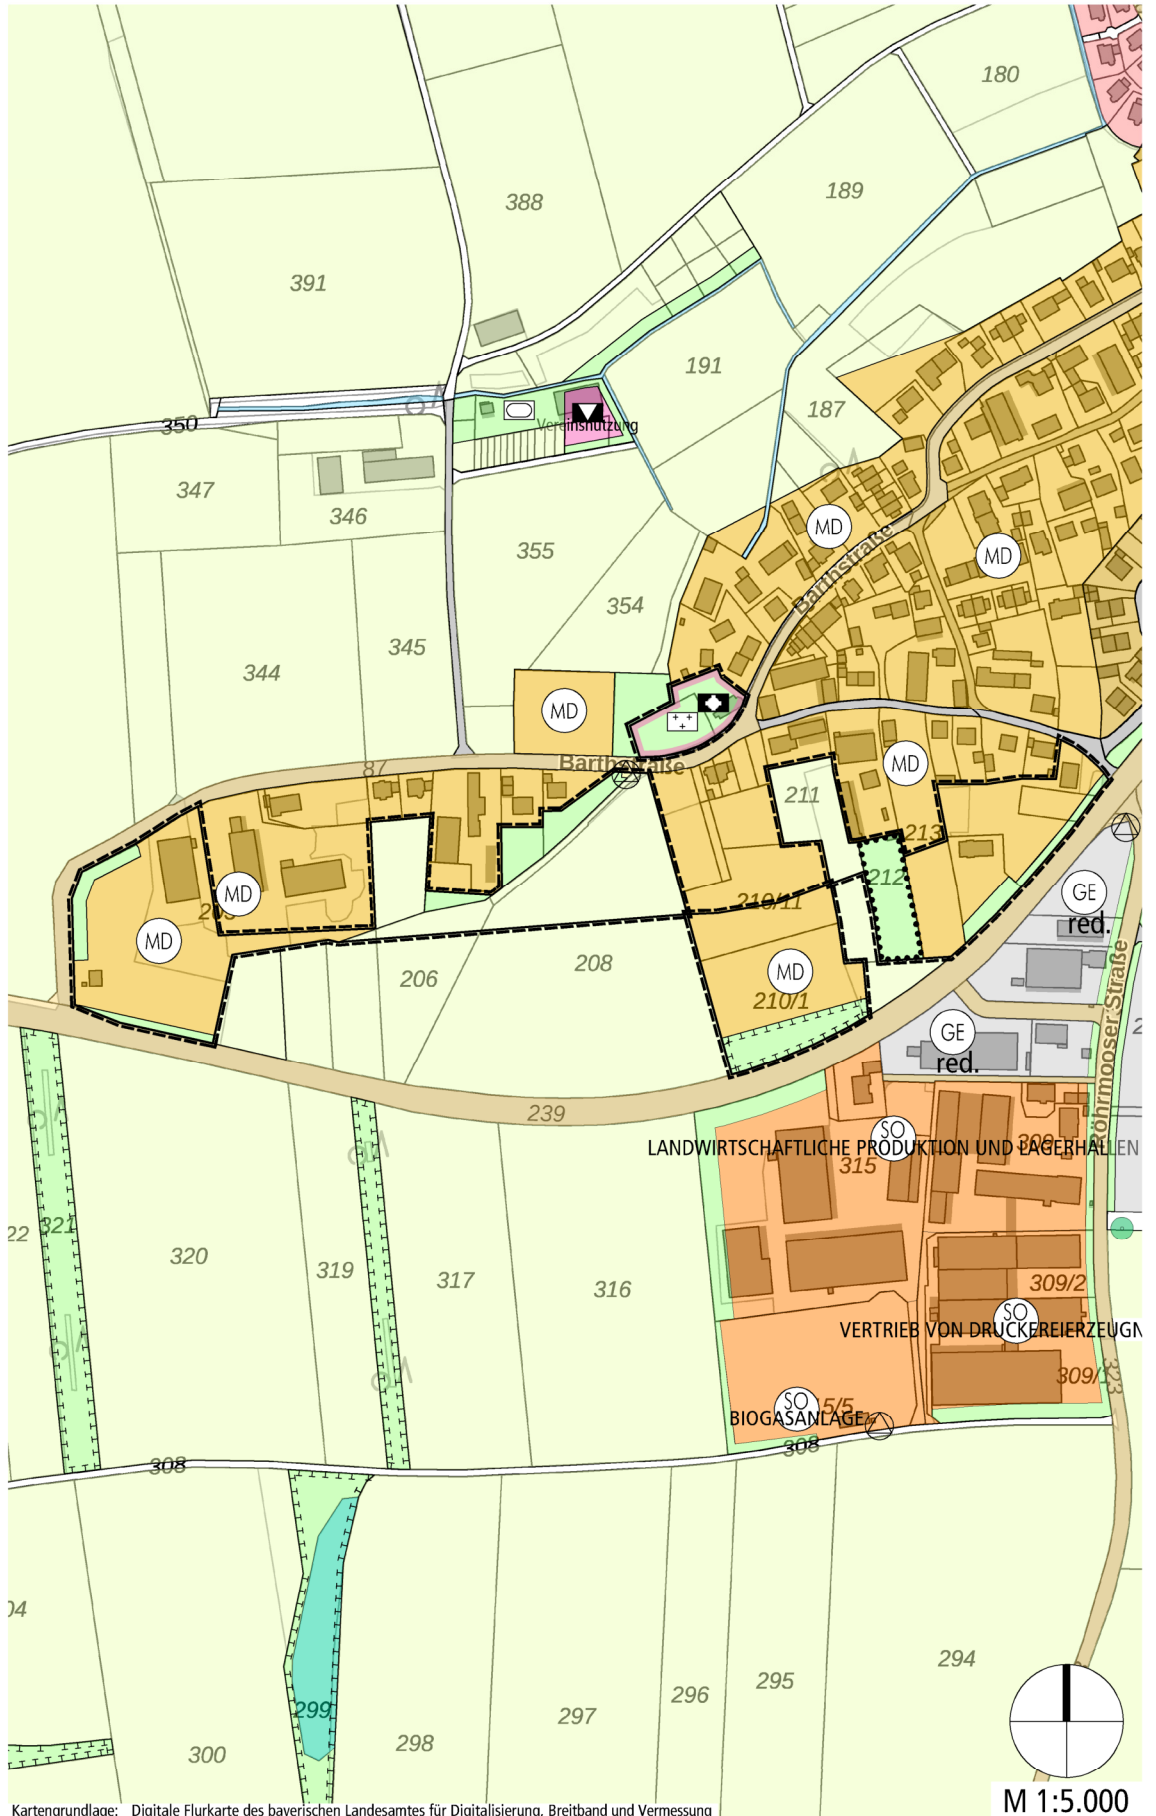 180
388
189
391
191
187
350
Vereinsnutzung
347
346
355
MD
Barthstraße
MD
354
345
344
MD
Barthstraße
87
MD
211
213
212
GE
red.
MD
MD
210/11
Röhrmooser Straße
208
206
MD
210/1
GE
red.
239
SO
LANDWIRTSCHAFTLICHE PRODUKTION UND LAGERHALLEN
315
22
321
320
319
317
316
309/2
SO
VERTRIEB VON DRUCKEREIERZEUGN
309/1
323
SO
5/5
BIOGASANLAGE
308
308
04
294
295
296
297
298
299
300
M 1:5.000
Kartengrundlage: Digitale Flurkarte des bayerischen Landesamtes für Digitalisierung, Breitband und Vermessung